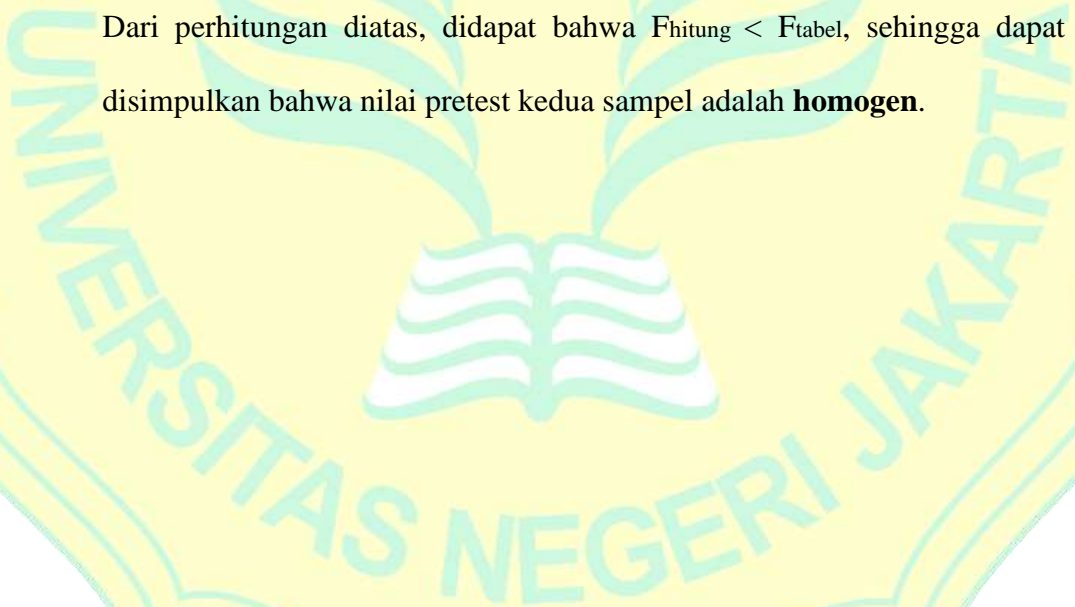 Dari perhitungan diatas, didapat bahwa Fhitung < Ftabel, sehingga dapat
disimpulkan bahwa nilai pretest kedua sampel adalah homogen.
UNIVERSITAS NEGERI JAKARTA